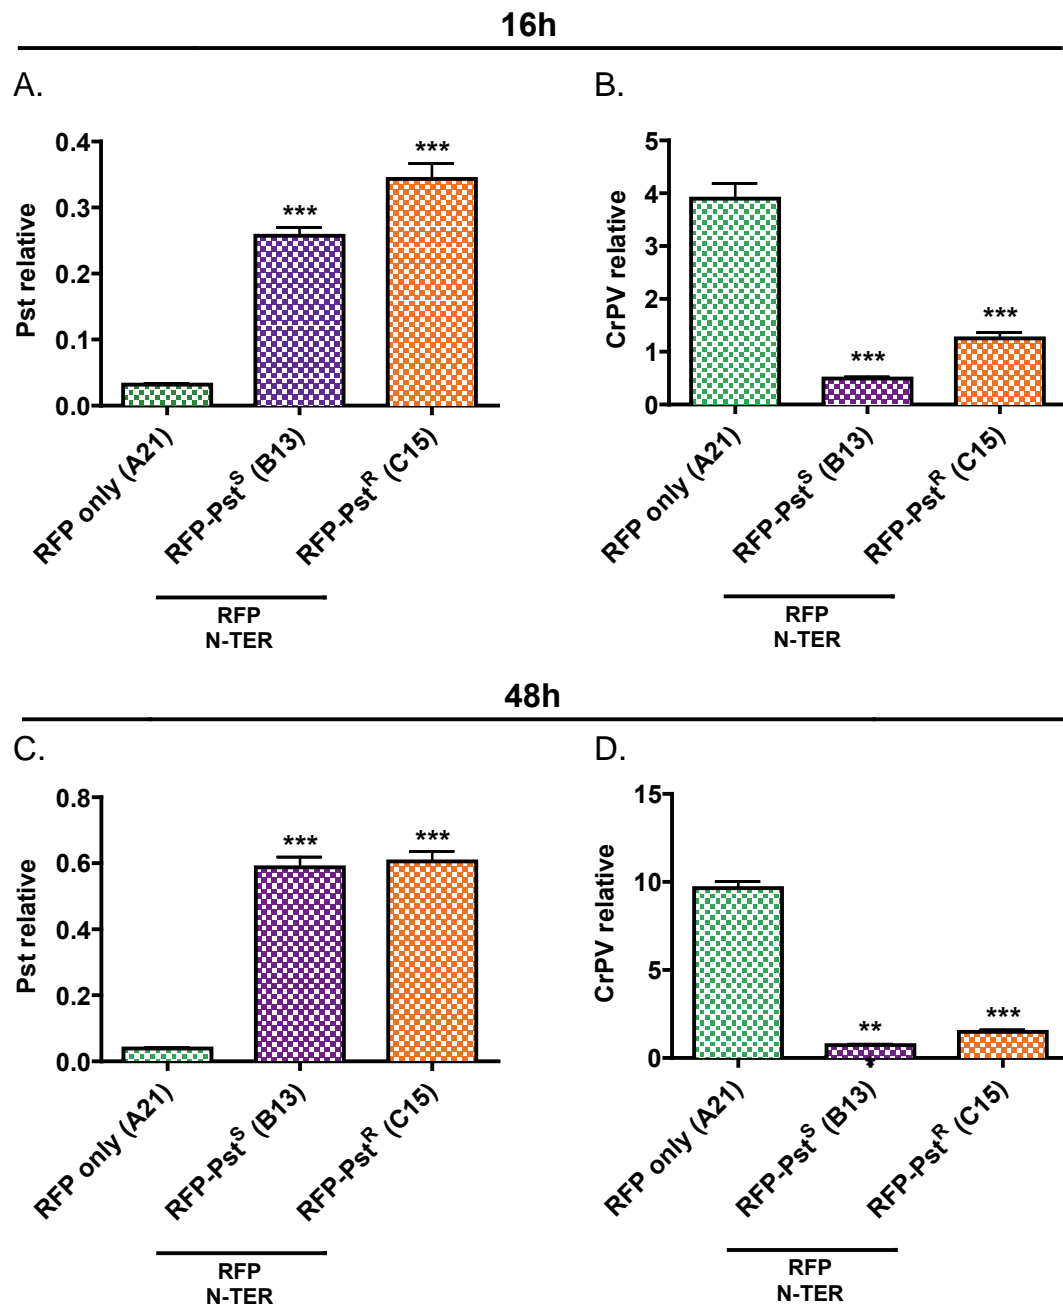 16h
A.
B.
Pst relative
0.4
0.3
0.2
0.1
0.0
***
***
RFP only (A21)
RFP-Pst^S (B13)
RFP-Pst^R (C15)
RFP
N-TER
CrPV relative
5
4
3
2
1
0
***
***
RFP only (A21)
RFP-Pst^S (B13)
RFP-Pst^R (C15)
RFP
N-TER
48h
C.
D.
Pst relative
0.8
0.6
0.4
0.2
0.0
***
***
RFP only (A21)
RFP-Pst^S (B13)
RFP-Pst^R (C15)
RFP
N-TER
CrPV relative
15
10
5
0
**
*
***
RFP only (A21)
RFP-Pst^S (B13)
RFP-Pst^R (C15)
RFP
N-TER